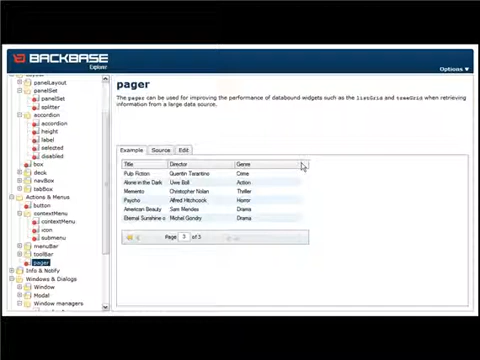 BACKBASE
Explorer
Options
panelLayout
panelSet
panelSet
splitter
accordion
accordion
height
label
selected
disabled
box
deck
navBox
tabBox
Actions & Menus
button
contextMenu
contextMenu
icon
submenu
menuBar
toolBar
pager
Info & Notify
Windows & Dialogs
Window
Modal
Window managers
pager
The pager can be used for improving the performance of databound widgets such as the listGrid and treeGrid when retrieving
information from a large data source.
Example Source Edit
Title Director Genre
Pulp Fiction Quentin Tarantino Crime
Alone in the Dark Uwe Boll Action
Memento Christopher Nolan Thriller
Psycho Alfred Hitchcock Horror
American Beauty Sam Mendes Drama
Eternal Sunshine o Michel Gondry Drama
Page 3 of 5